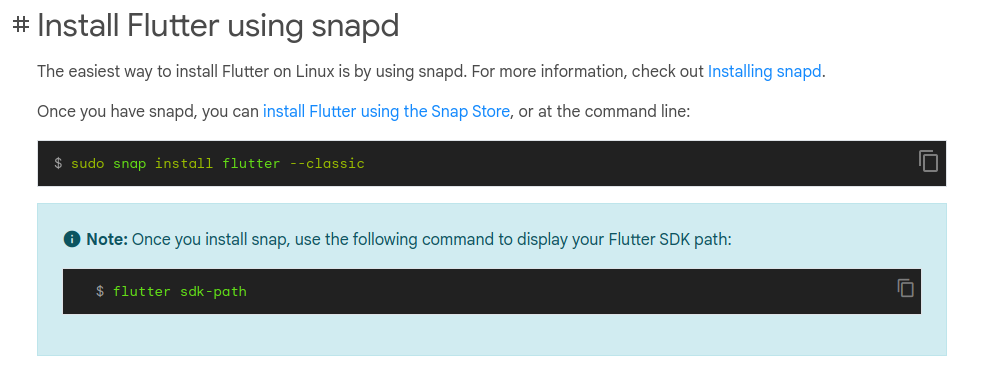 # Install Flutter using snapd
The easiest way to install Flutter on Linux is by using snapd. For more information, check out Installing snapd.
Once you have snapd, you can install Flutter using the Snap Store, or at the command line:
$ sudo snap install flutter --classic
Note: Once you install snap, use the following command to display your Flutter SDK path:
$ flutter sdk-path